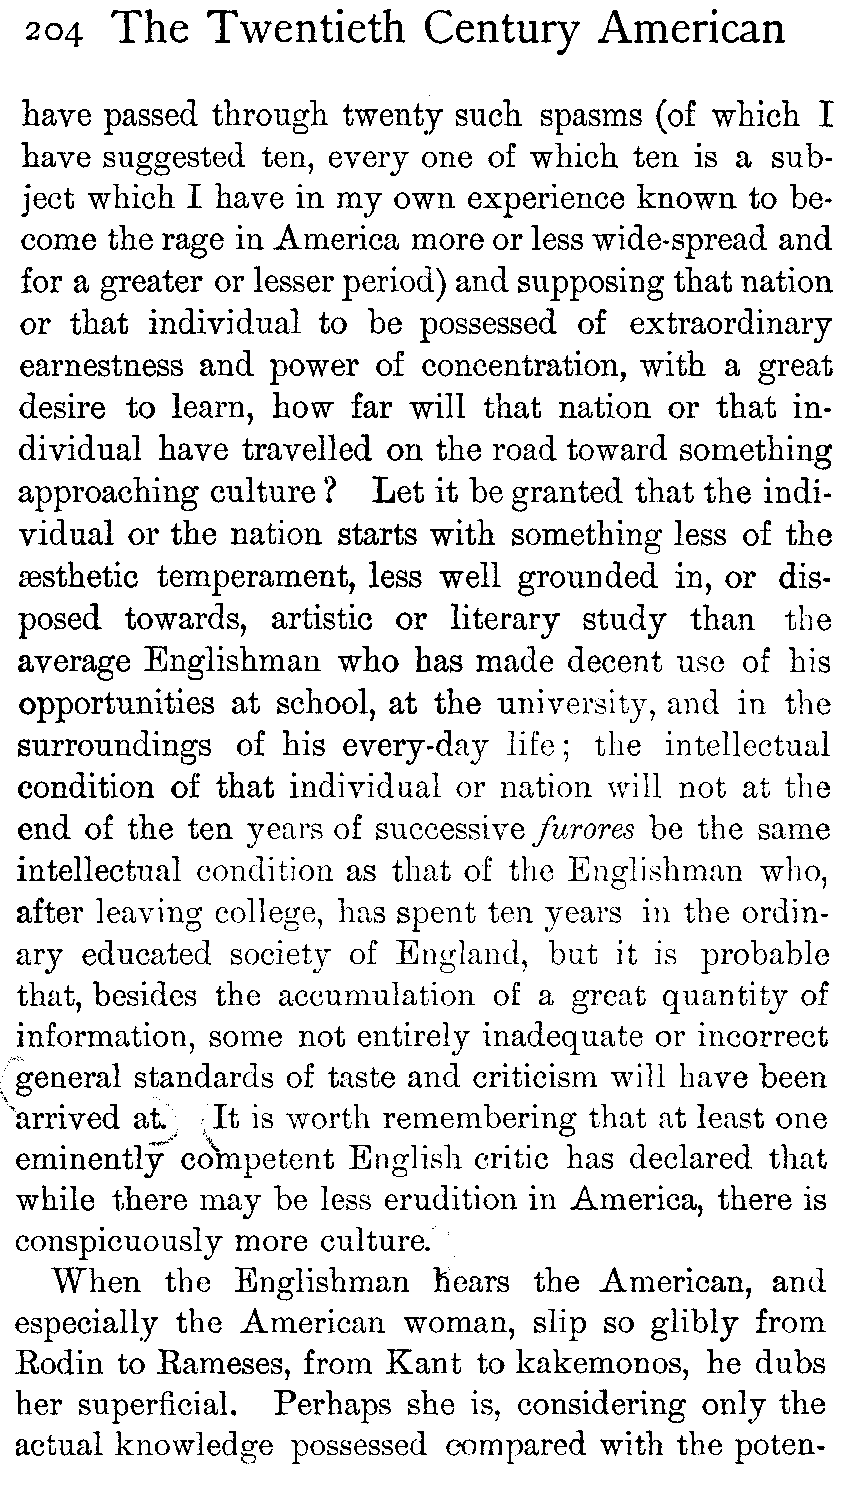 204 The Twentieth Century American
have passed through twenty such spasms (of which I
have suggested ten, every one of which ten is a sub-
ject which I have in my own experience known to be-
come the rage in America more or less wide-spread and
for a greater or lesser period) and supposing that nation
or that individual to be possessed of extraordinary
earnestness and power of concentration, with a great
desire to learn, how far will that nation or that in-
dividual have travelled on the road toward something
approaching culture? Let it be granted that the indi-
vidual or the nation starts with something less of the
æsthetic temperament, less well grounded in, or dis-
posed towards, artistic or literary study than the
average Englishman who has made decent use of his
opportunities at school, at the university, and in the
surroundings of his every-day life; the intellectual
condition of that individual or nation will not at the
end of the ten years of successive furores be the same
intellectual condition as that of the Englishman who,
after leaving college, has spent ten years in the ordin-
ary educated society of England, but it is probable
that, besides the accumulation of a great quantity of
information, some not entirely inadequate or incorrect
general standards of taste and criticism will have been
arrived at. It is worth remembering that at least one
eminently competent English critic has declared that
while there may be less erudition in America, there is
conspicuously more culture.
When the Englishman hears the American, and
especially the American woman, slip so glibly from
Rodin to Rameses, from Kant to kakemonos, he dubs
her superficial. Perhaps she is, considering only the
actual knowledge possessed compared with the poten-